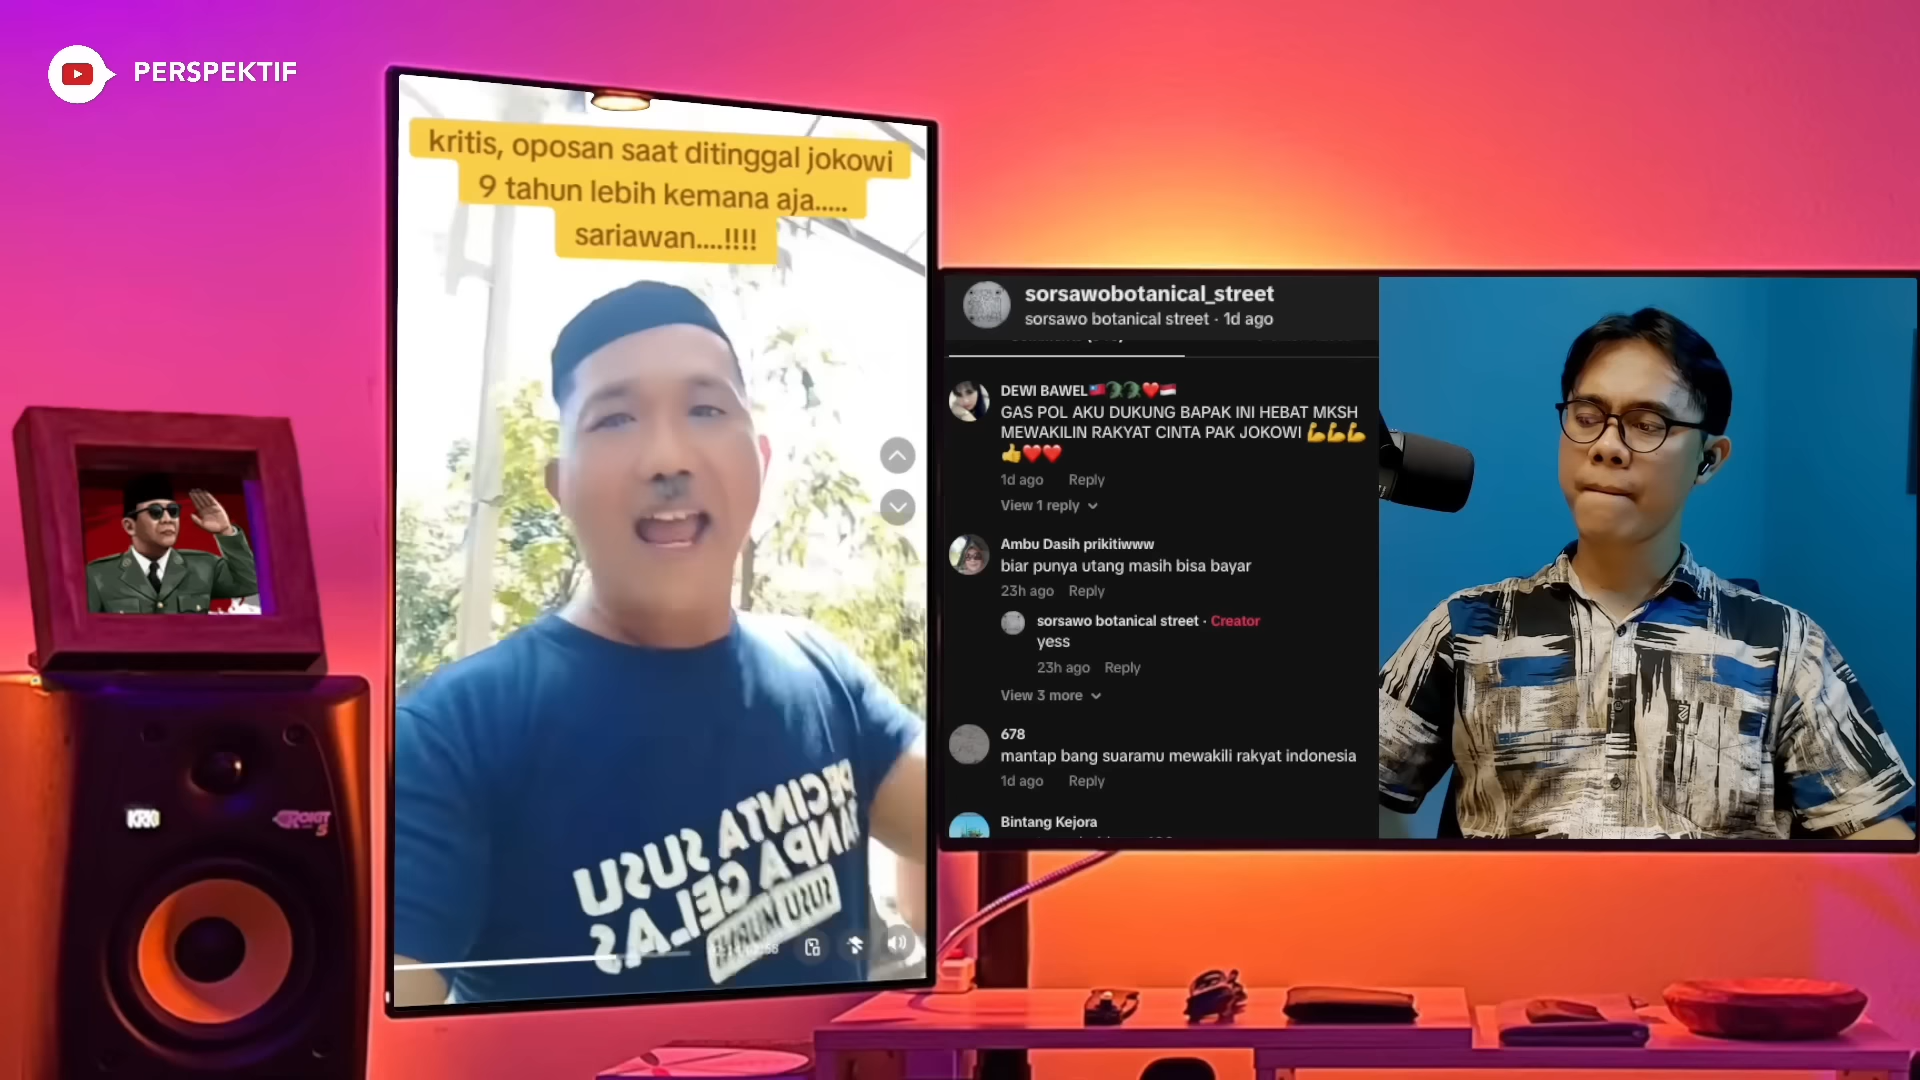 PERSPEKTIF
kritis, oposan saat ditinggal jokowi
9 tahun lebih kemana aja.....
sariawan....!!!!
PECINTA SUSU
TANPA GELAS
SUSU MURNI
KRK
ROKIT 5
sorsawobotanical_street
sorsawo botanical street · 1d ago
DEWI BAWEL🇹🇼🐉🐉❤️🇮🇩
GAS POL AKU DUKUNG BAPAK INI HEBAT MKSH
MEWAKILIN RAKYAT CINTA PAK JOKOWI 💪💪💪
👍❤️❤️
1d ago Reply
View 1 reply
Ambu Dasih prikitiwww
biar punya utang masih bisa bayar
23h ago Reply
sorsawo botanical street · Creator
yess
23h ago Reply
View 3 more
678
mantap bang suaramu mewakili rakyat indonesia
1d ago Reply
Bintang Kejora